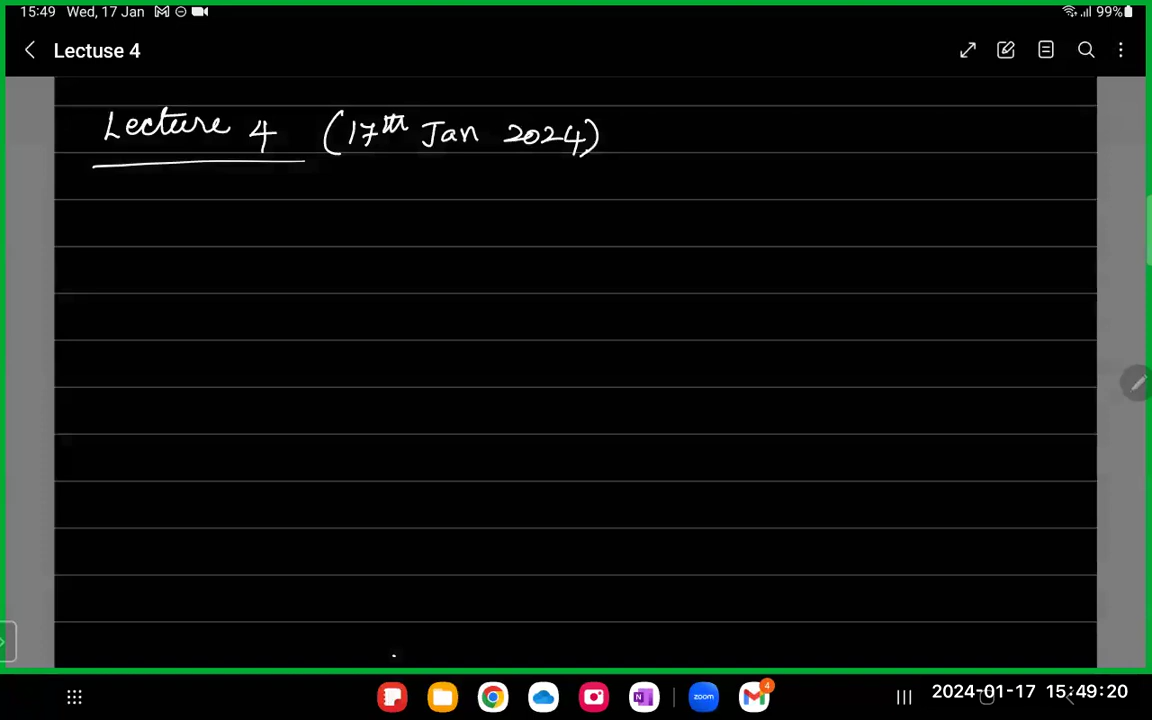 15:49 Wed, 17 Jan 99%
Lectuse 4
Lecture 4 (17th Jan 2024)
N zoom 4
2024-01-17 15:49:20